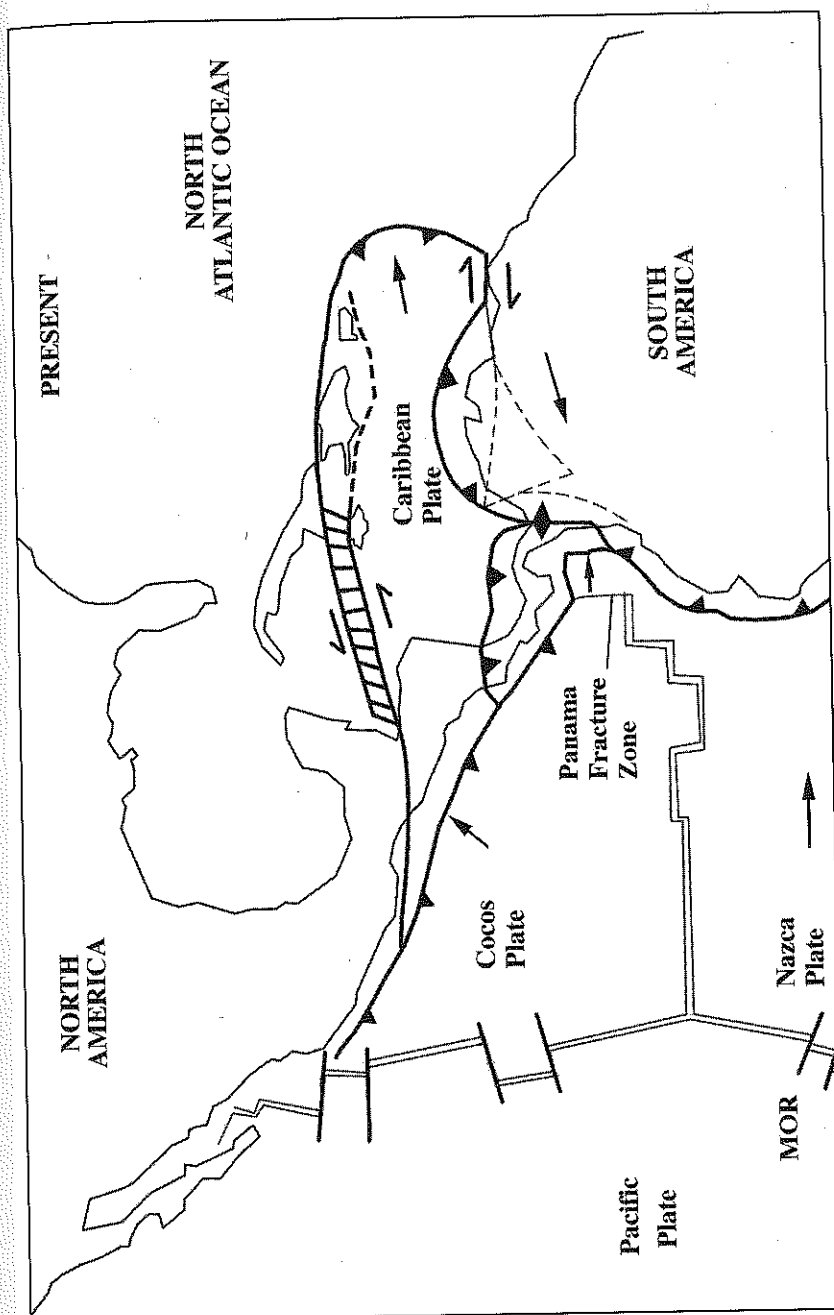 PRESENT
NORTH
AMERICA
NORTH
ATLANTIC OCEAN
Caribbean
Plate
Cocos
Plate
Panama
Fracture
Zone
SOUTH
AMERICA
Pacific
Plate
MOR
Nazca
Plate